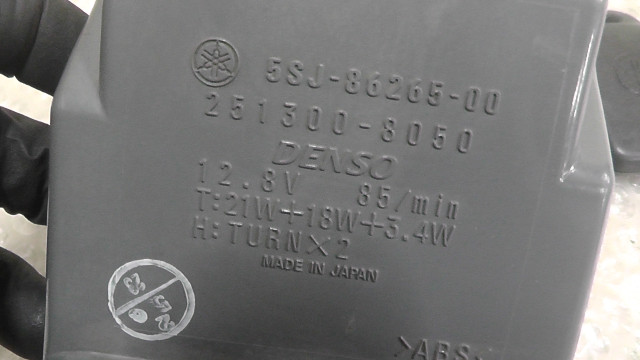 5SJ-86265-00
251300-8050
DENSO
12.8V 85/min
T:21W+18W+3.4W
H:TURN×2
MADE IN JAPAN
>ABS